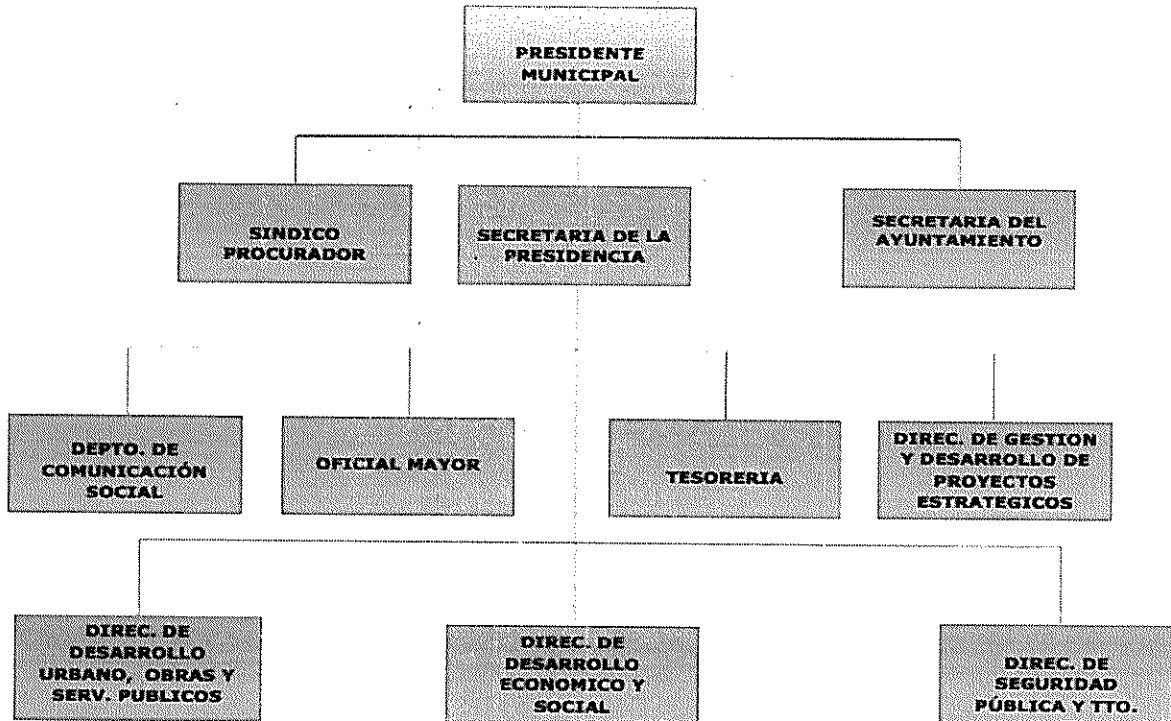 PRESIDENTE
MUNICIPAL
SINDICO
PROCURADOR
SECRETARIA DE LA
PRESIDENCIA
SECRETARIA DEL
AYUNTAMIENTO
DEPTO. DE
COMUNICACIÓN
SOCIAL
OFICIAL MAYOR
TESORERIA
DIREC. DE GESTION
Y DESARROLLO DE
PROYECTOS
ESTRATEGICOS
DIREC. DE
DESARROLLO
URBANO, OBRAS Y
SERV. PUBLICOS
DIREC. DE
DESARROLLO
ECONOMICO Y
SOCIAL
DIREC. DE
SEGURIDAD
PÚBLICA Y TTO.